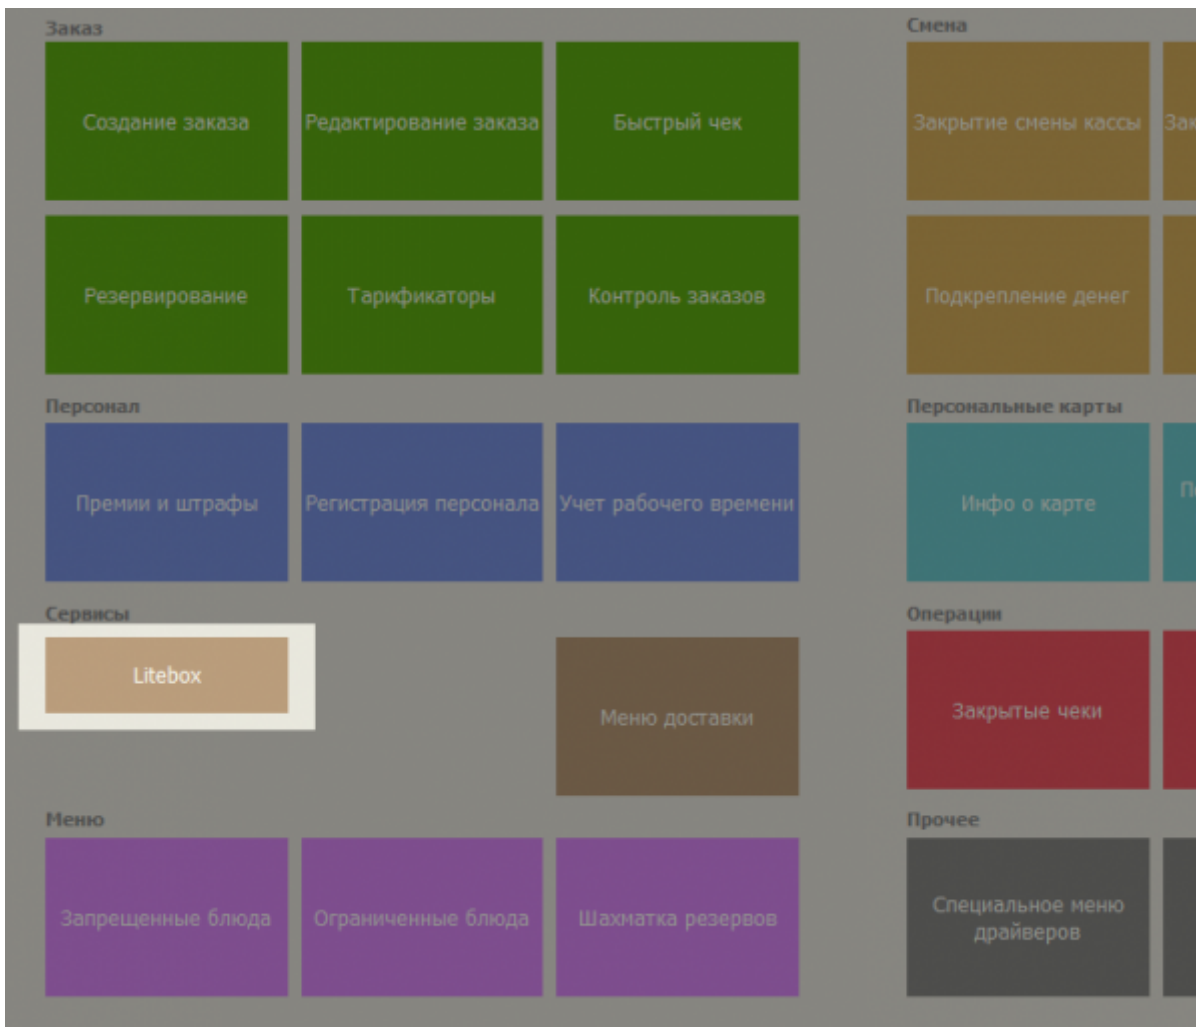 Заказ
Создание заказа
Редактирование заказа
Быстрый чек
Резервирование
Тарификаторы
Контроль заказов
Персонал
Премии и штрафы
Регистрация персонала
Учет рабочего времени
Сервисы
Litebox
Меню доставки
Меню
Запрещенные блюда
Ограниченные блюда
Шахматка резервов
Смена
Закрытие смены кассы
Подкрепление денег
Персональные карты
Инфо о карте
Операции
Закрытые чеки
Прочее
Специальное меню
драйверов